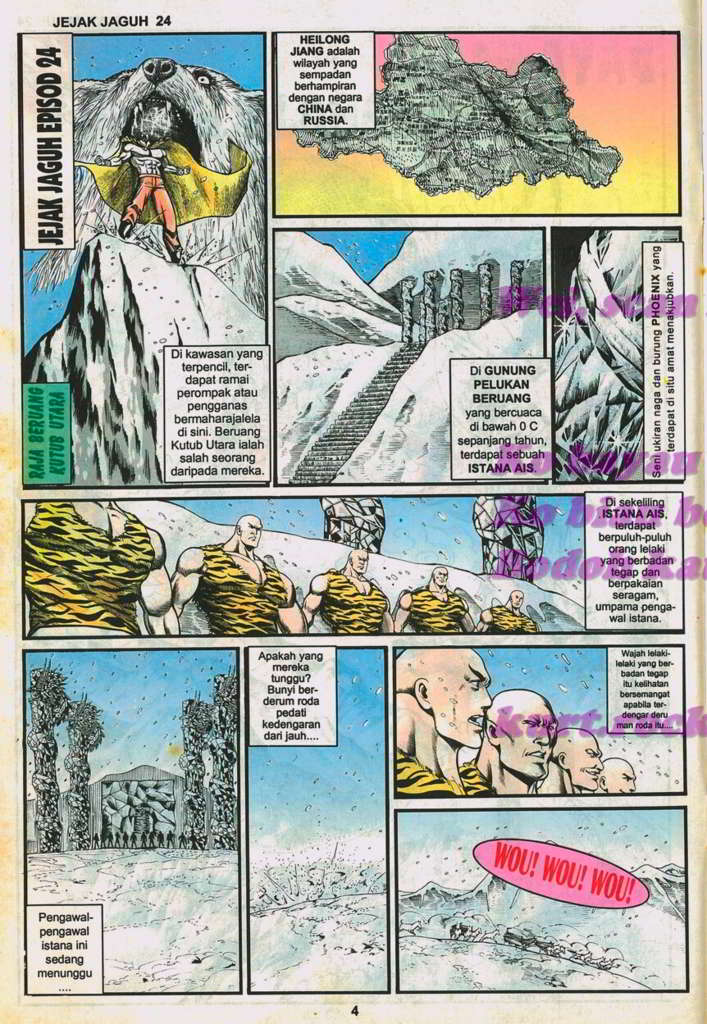 JEJAK JAGUH 24
JEJAK JAGUH EPISOD 24
RAJA BERUANG
KUTUB UTARA
Di kawasan yang
terpencil, ter-
dapat ramai
perompak atau
pengganas
bermaharajalela
di sini. Beruang
Kutub Utara ialah
salah seorang
daripada mereka.
HEILONG
JIANG adalah
wilayah yang
sempadan
berhampiran
dengan negara
CHINA dan
RUSSIA.
Di GUNUNG
PELUKAN
BERUANG
yang bercuaca
di bawah 0 C
sepanjang tahun,
terdapat sebuah
ISTANA AIS.
Seni ukiran naga dan burung PHOENIX yang
terdapat di situ amat menakjubkan.
Di sekeliling
ISTANA AIS,
terdapat
berpuluh-puluh
orang lelaki
yang berbadan
tegap dan
berpakaian
seragam,
umpama penga-
wal istana.
Pengawal-
pengawal
istana ini
sedang
menunggu
....
Apakah yang
mereka
tunggu?
Bunyi ber-
derum roda
pedati
kedengaran
dari jauh....
Wajah lelaki-
lelaki yang ber-
badan tegap
itu kelihatan
bersemangat
apabila ter-
dengar deru
man roda itu....
WOU! WOU! WOU!
4